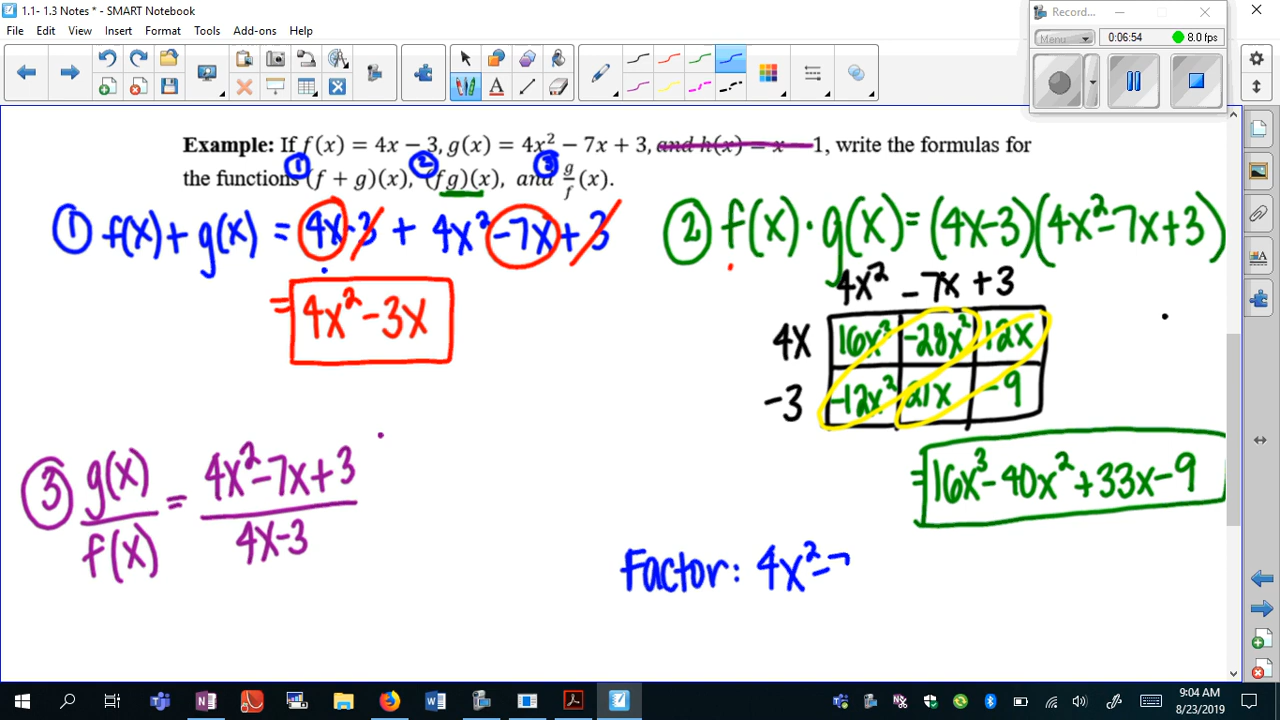 1.1- 1.3 Notes * - SMART Notebook
File Edit View Insert Format Tools Add-ons Help
Record...
Menu 0:06:54 8.0 fps
Example: If f(x) = 4x − 3, g(x) = 4x² − 7x + 3, and h(x) = x − 1, write the formulas for
① ② ③
the functions (f + g)(x), (fg)(x), and g/f (x).
① f(x) + g(x) = 4x - 3 + 4x² - 7x + 3
= 4x² - 3x
② f(x) · g(x) = (4x-3)(4x²-7x+3)
4x² - 7x + 3
4x 16x³ -28x² 12x
-3 -12x² 21x -9
= 16x³ - 40x² + 33x - 9
③ g(x)/f(x) = 4x²-7x+3 / 4x-3
Factor: 4x²-7
9:04 AM
8/23/2019